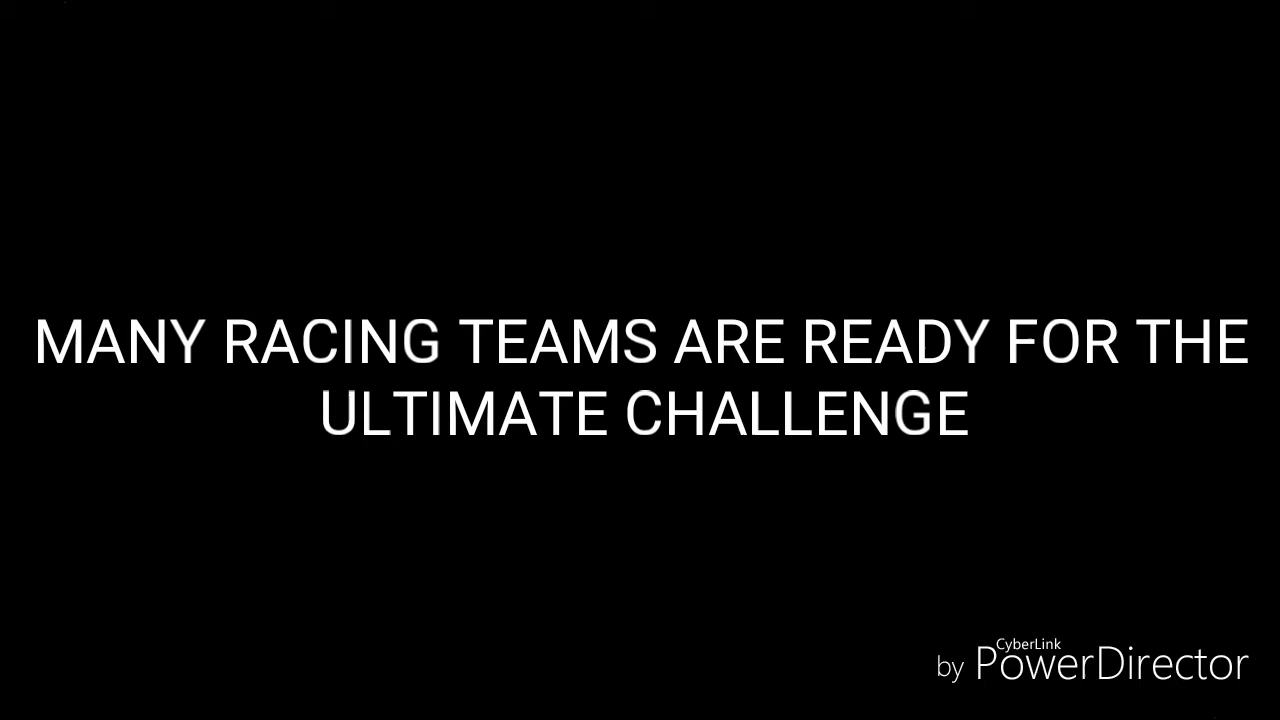 MANY RACING TEAMS ARE READY FOR THE
ULTIMATE CHALLENGE
CyberLink
by PowerDirector